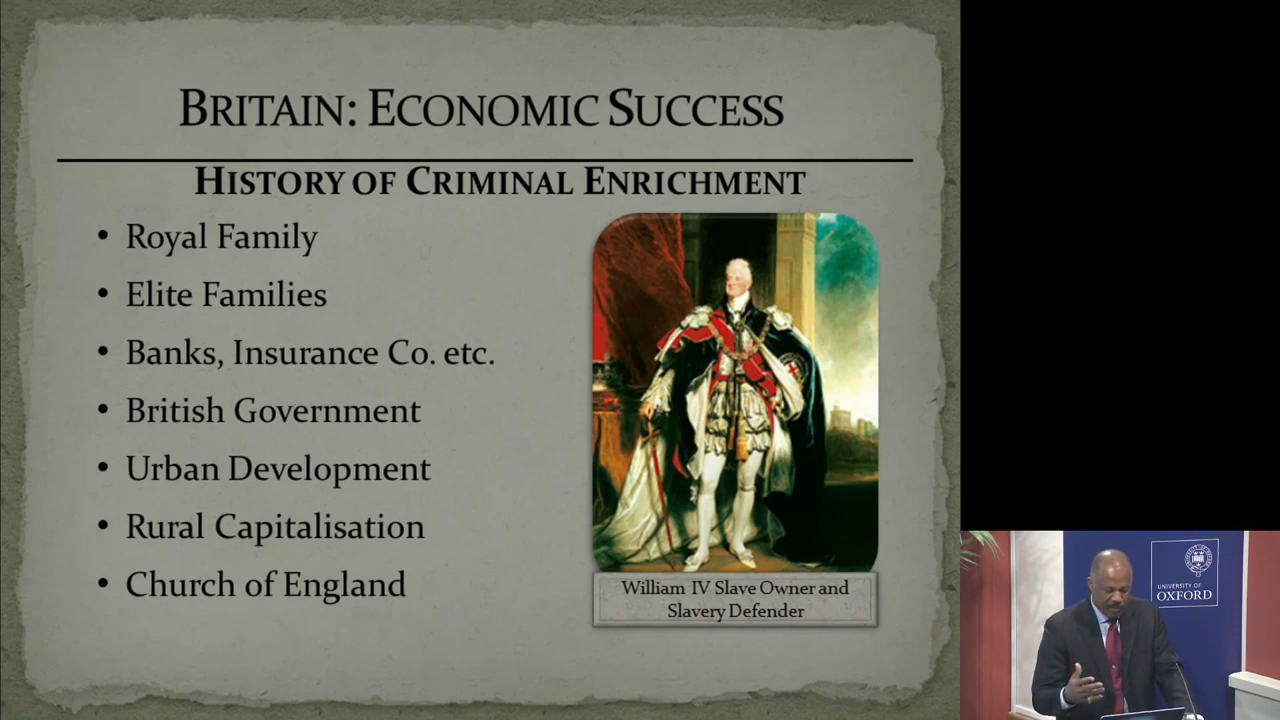 BRITAIN: ECONOMIC SUCCESS
HISTORY OF CRIMINAL ENRICHMENT
• Royal Family
• Elite Families
• Banks, Insurance Co. etc.
• British Government
• Urban Development
• Rural Capitalisation
• Church of England
William IV Slave Owner and
Slavery Defender
UNIVERSITY OF
OXFORD